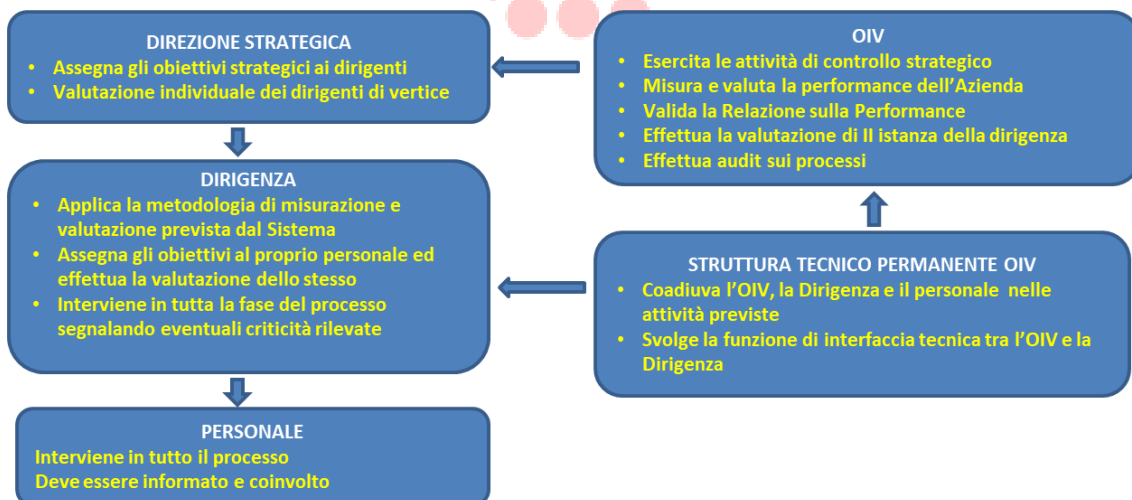 DIREZIONE STRATEGICA
• Assegna gli obiettivi strategici ai dirigenti
• Valutazione individuale dei dirigenti di vertice
DIRIGENZA
• Applica la metodologia di misurazione e
valutazione prevista dal Sistema
• Assegna gli obiettivi al proprio personale ed
effettua la valutazione dello stesso
• Interviene in tutta la fase del processo
segnalando eventuali criticità rilevate
PERSONALE
Interviene in tutto il processo
Deve essere informato e coinvolto
OIV
• Esercita le attività di controllo strategico
• Misura e valuta la performance dell’Azienda
• Valida la Relazione sulla Performance
• Effettua la valutazione di II istanza della dirigenza
• Effettua audit sui processi
STRUTTURA TECNICO PERMANENTE OIV
• Coadiuva l’OIV, la Dirigenza e il personale nelle
attività previste
• Svolge la funzione di interfaccia tecnica tra l’OIV e la
Dirigenza